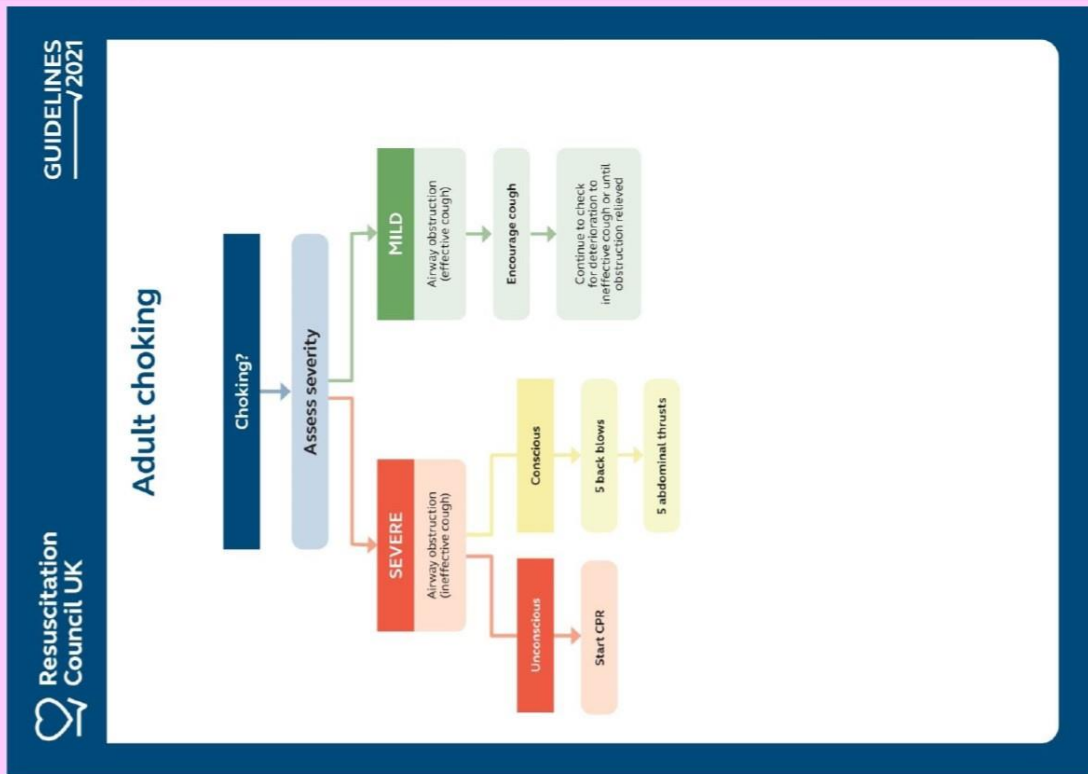 Resuscitation
Council UK
GUIDELINES
2021
Adult choking
Choking?
Assess severity
SEVERE
Airway obstruction
(ineffective cough)
MILD
Airway obstruction
(effective cough)
Unconscious
Start CPR
Conscious
5 back blows
5 abdominal thrusts
Encourage cough
Continue to check
for deterioration to
ineffective cough or until
obstruction relieved